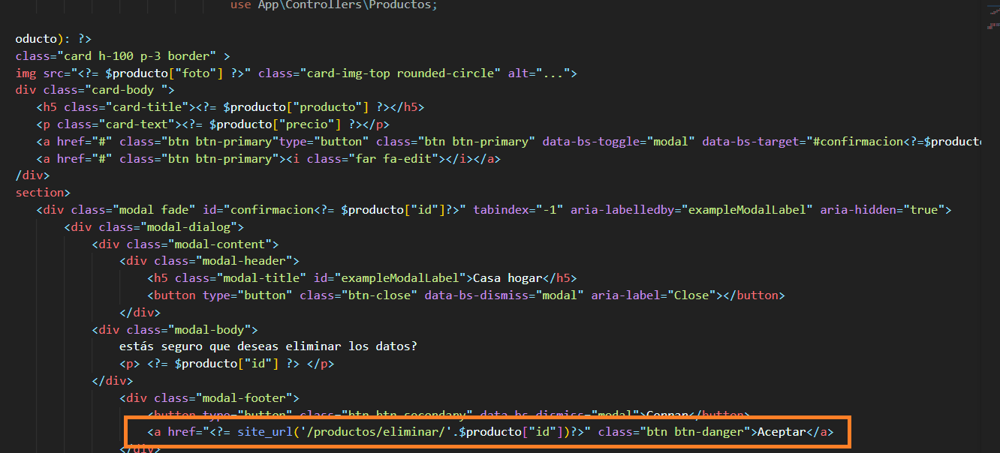 use App\Controllers\Productos;
oducto): ?>
class="card h-100 p-3 border" >
img src="<?= $producto["foto"] ?>" class="card-img-top rounded-circle" alt="...">
div class="card-body ">
<h5 class="card-title"><?= $producto["producto"] ?></h5>
<p class="card-text"><?= $producto["precio"] ?></p>
<a href="#" class="btn btn-primary"type="button" class="btn btn-primary" data-bs-toggle="modal" data-bs-target="#confirmacion<?=$producto
<a href="#" class="btn btn-primary"><i class="far fa-edit"></i></a>
/div>
section>
<div class="modal fade" id="confirmacion<?= $producto["id"]?>" tabindex="-1" aria-labelledby="exampleModalLabel" aria-hidden="true">
<div class="modal-dialog">
<div class="modal-content">
<div class="modal-header">
<h5 class="modal-title" id="exampleModalLabel">Casa hogar</h5>
<button type="button" class="btn-close" data-bs-dismiss="modal" aria-label="Close"></button>
</div>
<div class="modal-body">
estás seguro que deseas eliminar los datos?
<p> <?= $producto["id"] ?> </p>
</div>
<div class="modal-footer">
<button type="button" class="btn btn-secondary" data-bs-dismiss="modal">Cerrar</button>
<a href="<?= site_url('/productos/eliminar/'.$producto["id"])?>" class="btn btn-danger">Aceptar</a>
</div>